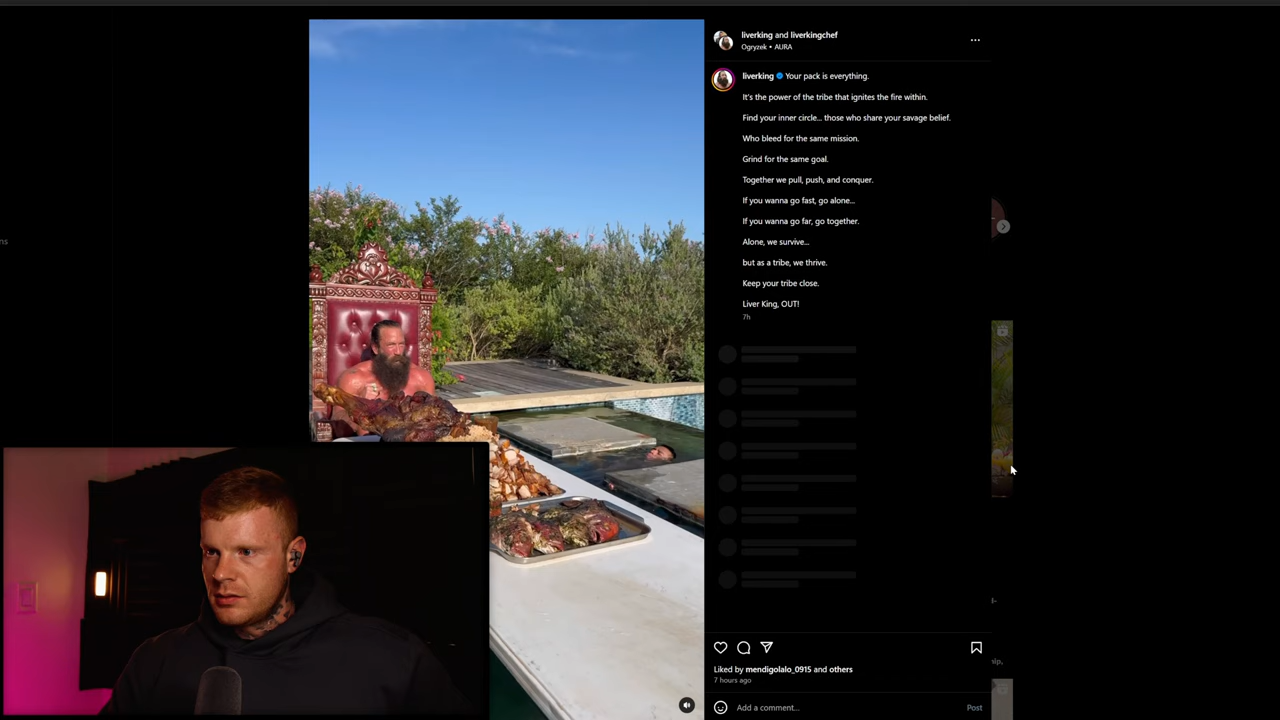 liverking and liverkingchef
Ogryzek • AURA
liverking Your pack is everything.
It's the power of the tribe that ignites the fire within.
Find your inner circle... those who share your savage belief.
Who bleed for the same mission.
Grind for the same goal.
Together we pull, push, and conquer.
If you wanna go fast, go alone...
If you wanna go far, go together.
Alone, we survive...
but as a tribe, we thrive.
Keep your tribe close.
Liver King, OUT!
7h
Liked by mendigolalo_0915 and others
7 hours ago
Add a comment...
Post